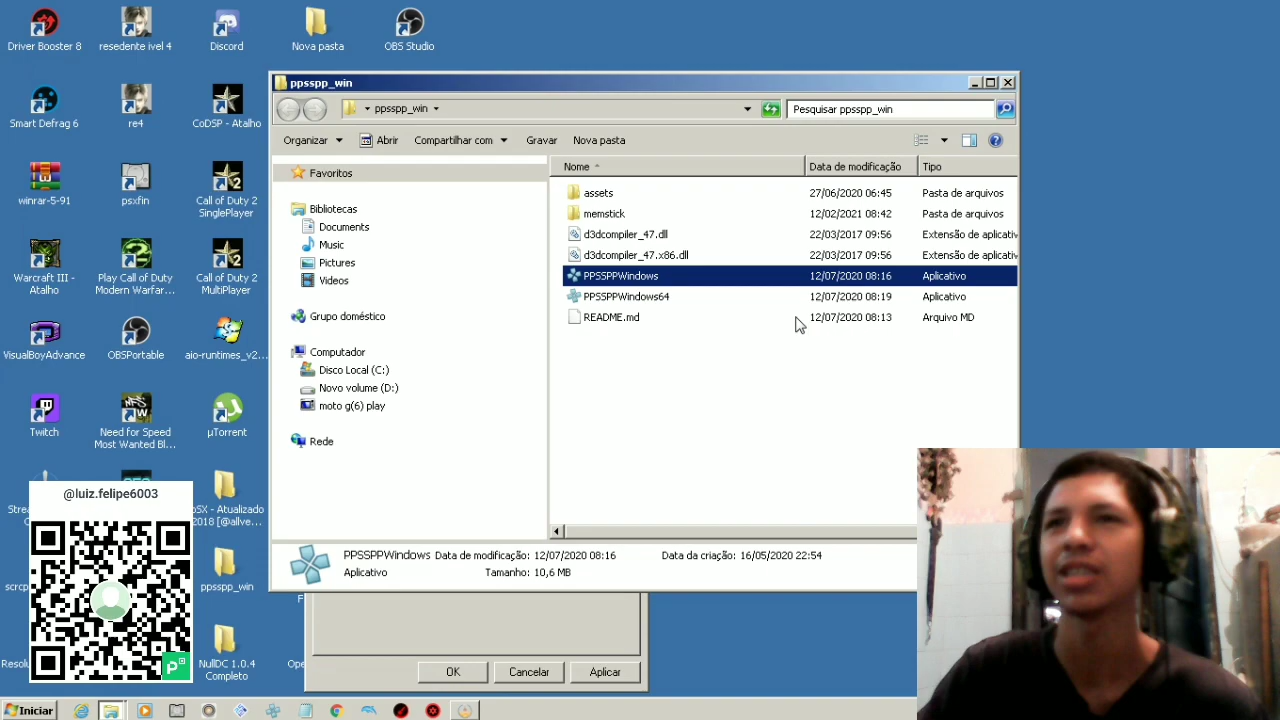 Driver Booster 8
resedente ivel 4
Discord
Nova pasta
OBS Studio
Smart Defrag 6
re4
CoDSP - Atalho
winrar-5-91
psxfin
Call of Duty 2
SinglePlayer
Warcraft III -
Atalho
Play Call of Duty
Modern Warfar...
Call of Duty 2
MultiPlayer
VisualBoyAdvance
OBSPortable
aio-runtimes_v2...
Twitch
Need for Speed
Most Wanted Bl...
µTorrent
- Atualizado
2018 [@allve...
ppsspp_win
NullDC 1.0.4
Completo
@luiz.felipe6003
ppsspp_win
ppsspp_win
Pesquisar ppsspp_win
Organizar
Abrir
Compartilhar com
Gravar
Nova pasta
Favoritos
Bibliotecas
Documents
Music
Pictures
Videos
Grupo doméstico
Computador
Disco Local (C:)
Novo volume (D:)
moto g(6) play
Rede
Nome Data de modificação Tipo
assets 27/06/2020 06:45 Pasta de arquivos
memstick 12/02/2021 08:42 Pasta de arquivos
d3dcompiler_47.dll 22/03/2017 09:56 Extensão de aplicativ
d3dcompiler_47.x86.dll 22/03/2017 09:56 Extensão de aplicativ
PPSSPPWindows 12/07/2020 08:16 Aplicativo
PPSSPPWindows64 12/07/2020 08:19 Aplicativo
README.md 12/07/2020 08:13 Arquivo MD
PPSSPPWindows Data de modificação: 12/07/2020 08:16 Data da criação: 16/05/2020 22:54
Aplicativo Tamanho: 10,6 MB
OK
Cancelar
Aplicar
Iniciar